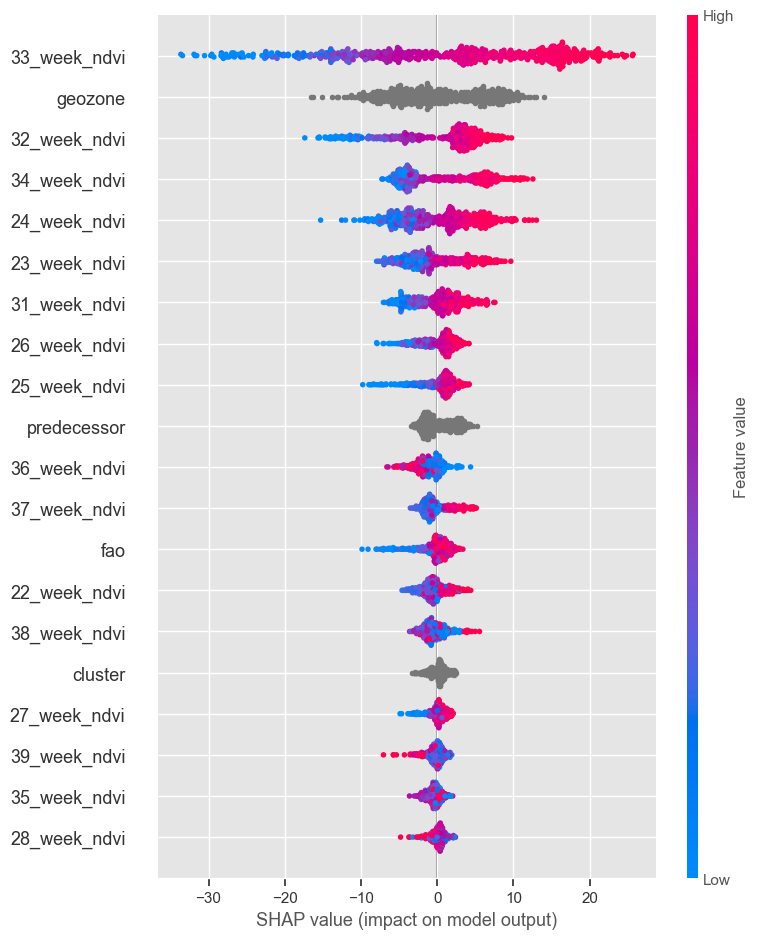 High
33_week_ndvi
geozone
32_week_ndvi
34_week_ndvi
24_week_ndvi
23_week_ndvi
31_week_ndvi
26_week_ndvi
25_week_ndvi
predecessor
36_week_ndvi
37_week_ndvi
fao
22_week_ndvi
38_week_ndvi
cluster
27_week_ndvi
39_week_ndvi
35_week_ndvi
28_week_ndvi
Feature value
Low
−30 −20 −10 0 10 20
SHAP value (impact on model output)